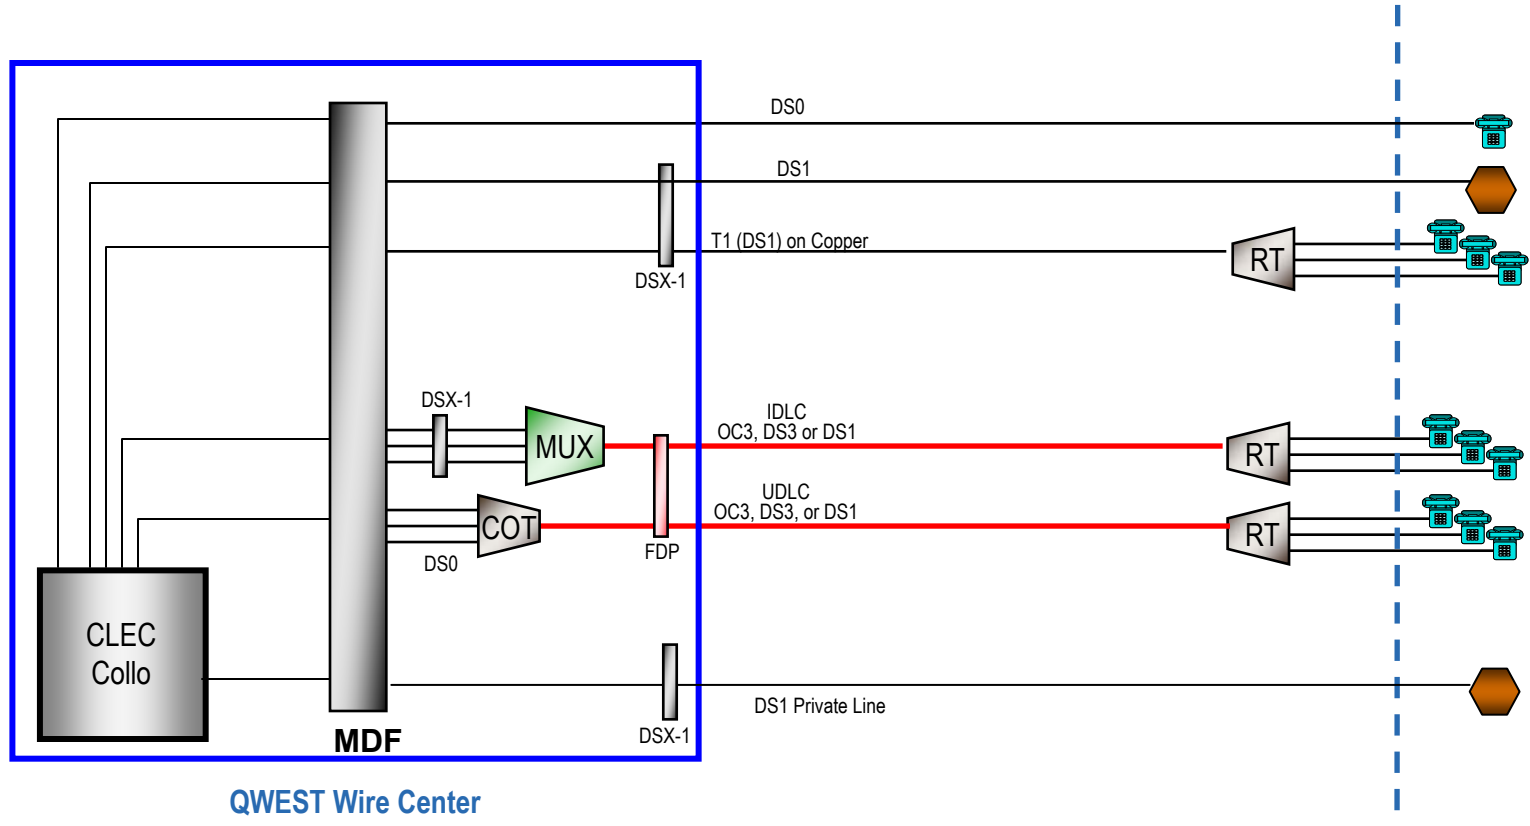 DS0
DS1
T1 (DS1) on Copper
RT
DSX-1
DSX-1
IDLC
OC3, DS3 or DS1
MUX
RT
UDLC
OC3, DS3, or DS1
COT
RT
FDP
DS0
CLEC
Collo
DS1 Private Line
DSX-1
MDF
QWEST Wire Center